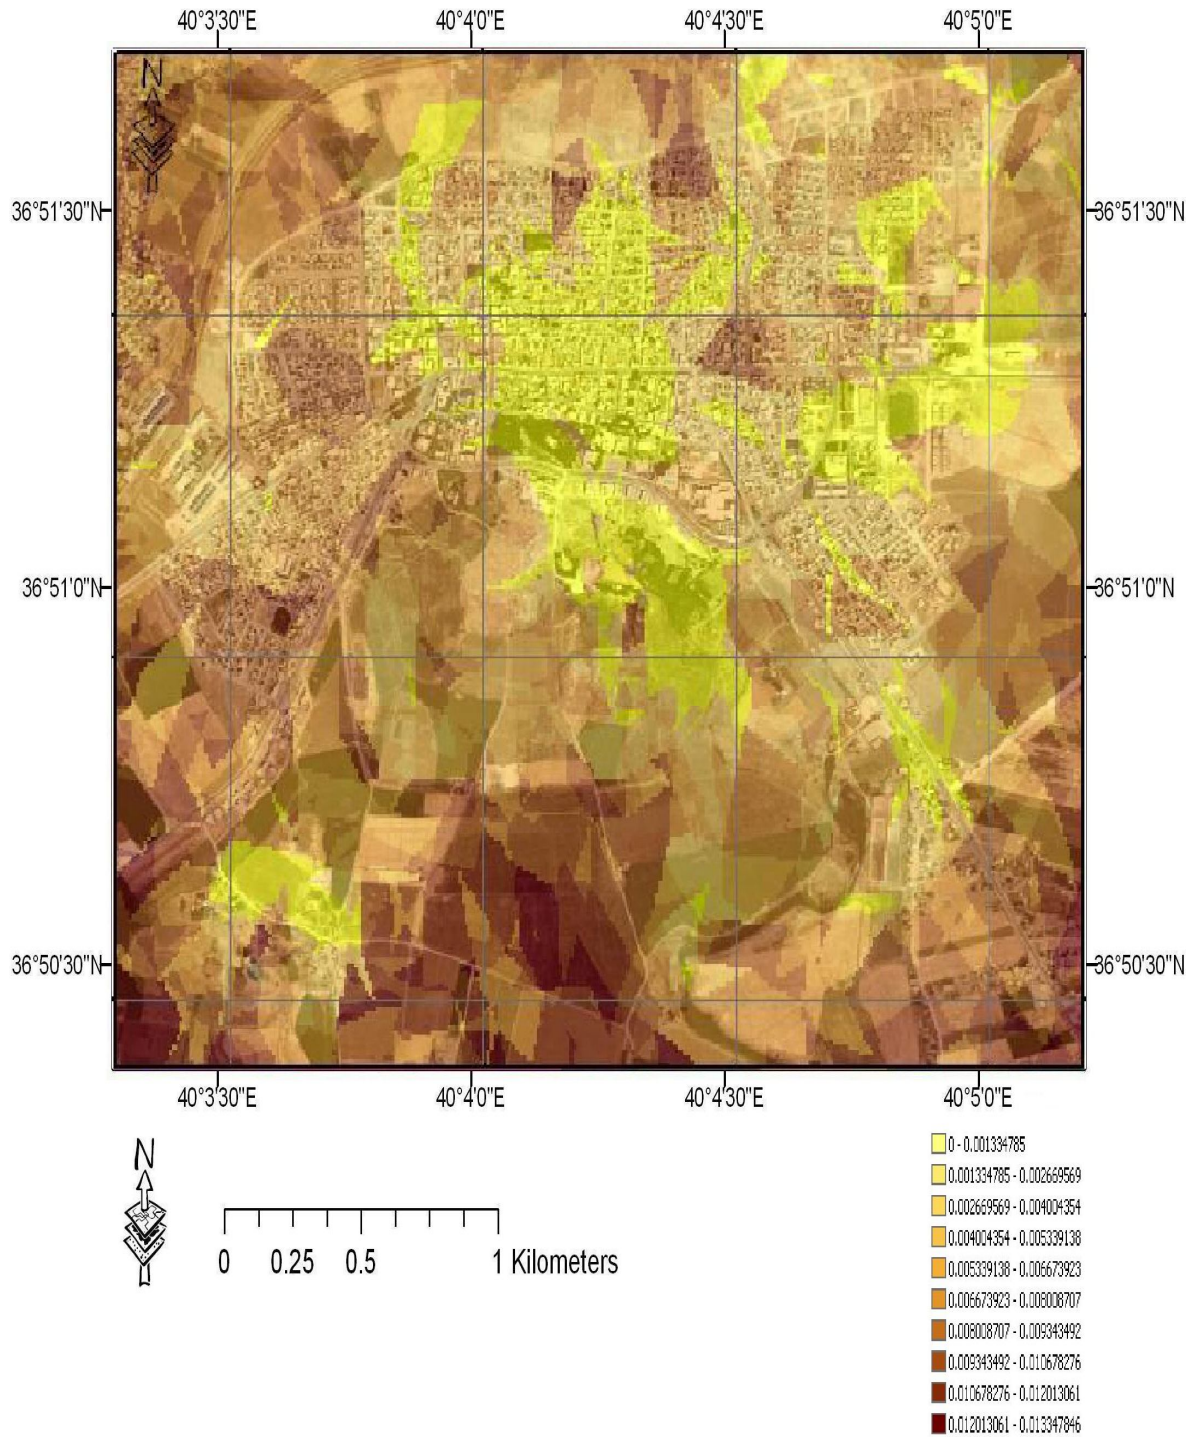 40°3'30"E 40°4'0"E 40°4'30"E 40°5'0"E
N
36°51'30"N 36°51'30"N
36°51'0"N 36°51'0"N
36°50'30"N 36°50'30"N
40°3'30"E 40°4'0"E 40°4'30"E 40°5'0"E
N
0 0.25 0.5 1 Kilometers
0 - 0.001334785
0.001334785 - 0.002669569
0.002669569 - 0.004004354
0.004004354 - 0.005339138
0.005339138 - 0.006673923
0.006673923 - 0.008008707
0.008008707 - 0.009343492
0.009343492 - 0.010678276
0.010678276 - 0.012013061
0.012013061 - 0.013347846